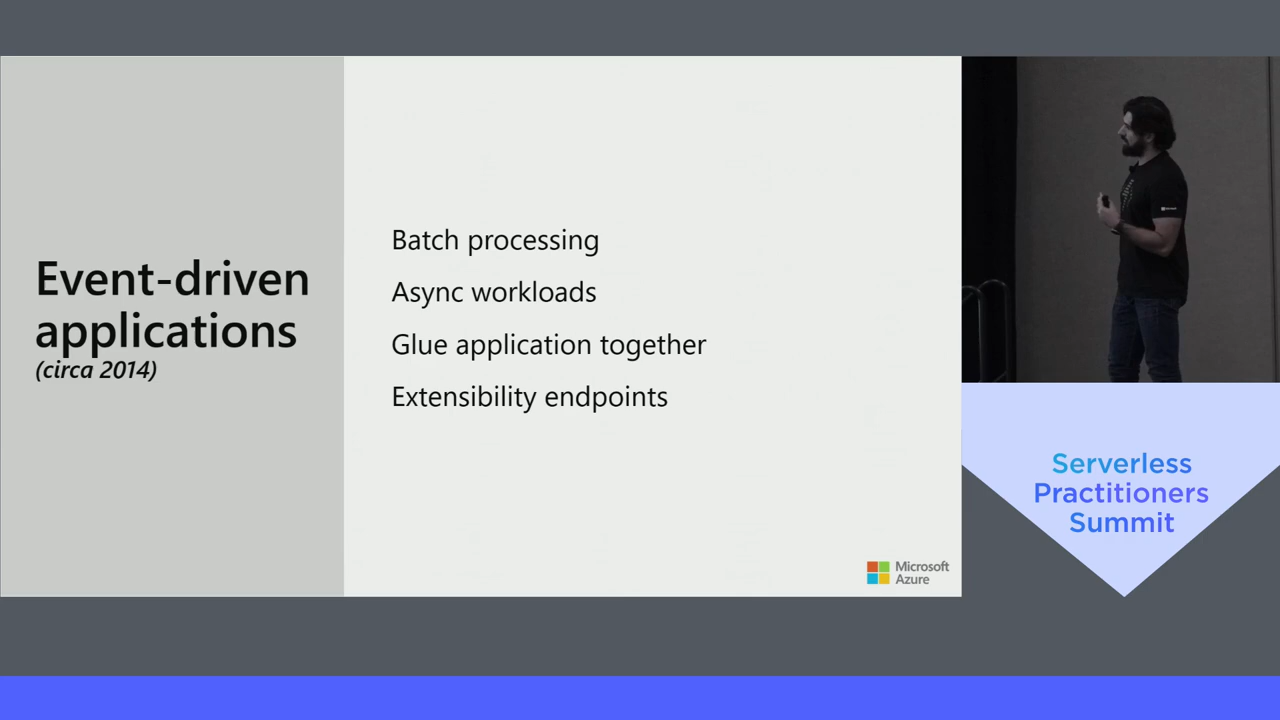 Event-driven
applications
(circa 2014)
Batch processing
Async workloads
Glue application together
Extensibility endpoints
Microsoft
Azure
Serverless
Practitioners
Summit